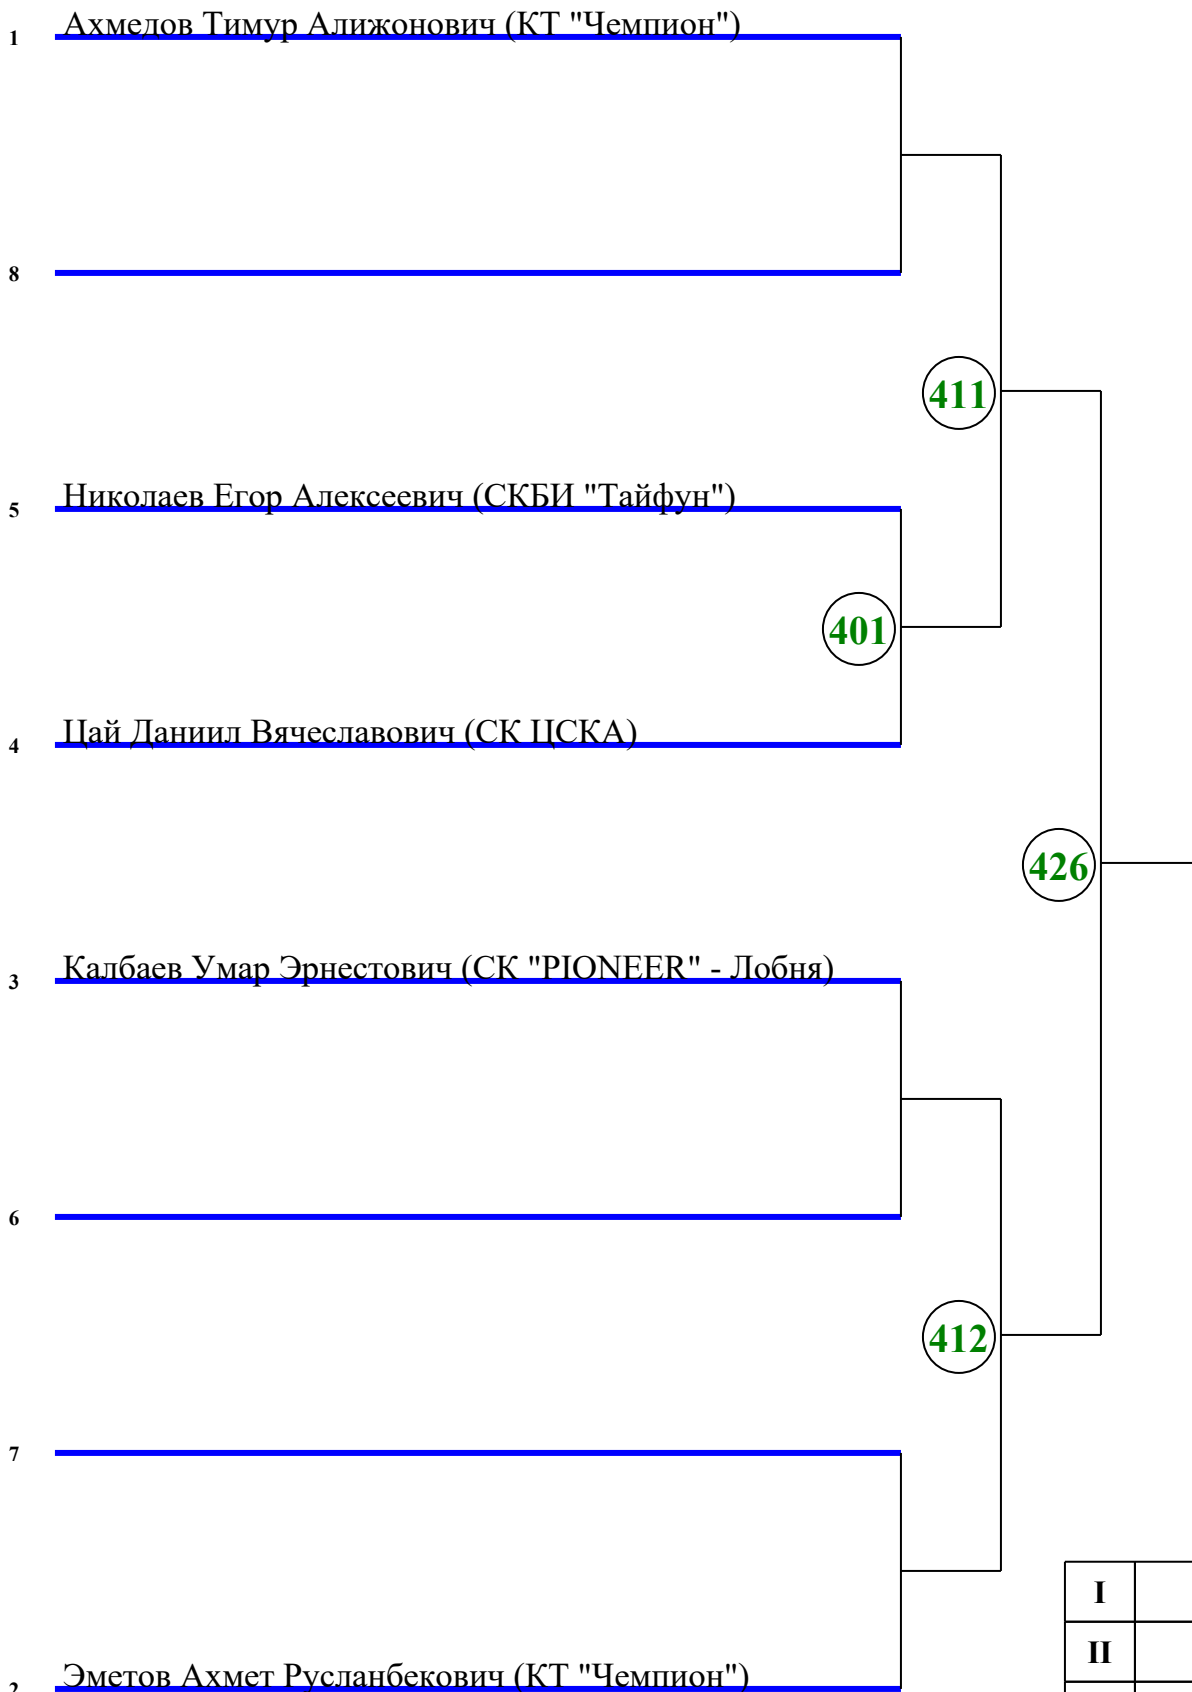 1 Ахмедов Тимур Алижонович (КТ "Чемпион")
8
411
5 Николаев Егор Алексеевич (СКБИ "Тайфун")
401
4 Цай Даниил Вячеславович (СК ЦСКА)
426
3 Калбаев Умар Эрнестович (СК "PIONEER" - Лобня)
6
412
7
I
II
2 Эметов Ахмет Русланбекович (КТ "Чемпион")